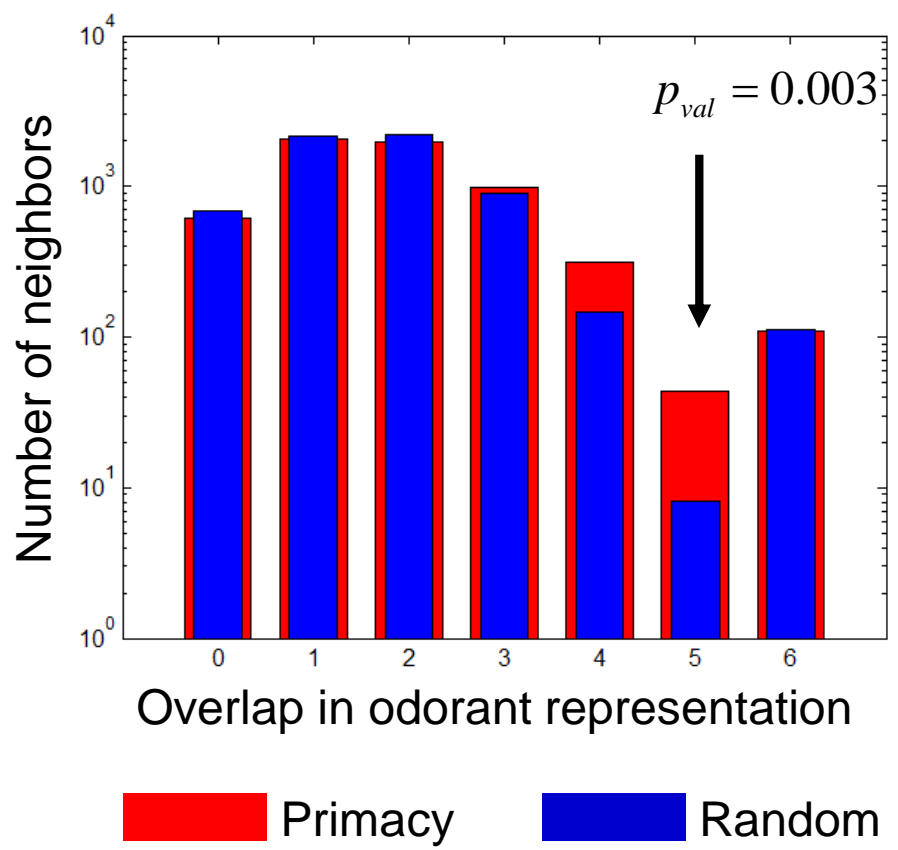 10^4
p_val = 0.003
10^3
10^2
10^1
10^0
Number of neighbors
0 1 2 3 4 5 6
Overlap in odorant representation
Primacy Random